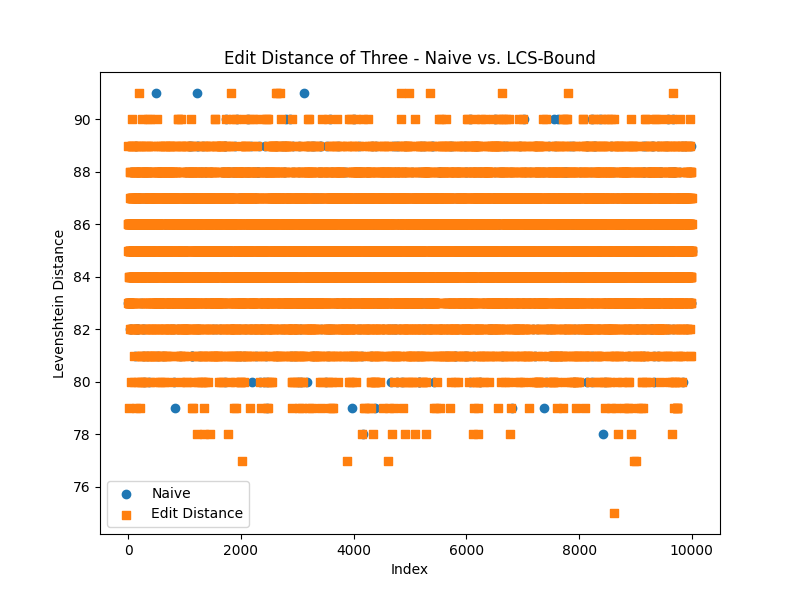 Edit Distance of Three - Naive vs. LCS-Bound
Levenshtein Distance
90
88
86
84
82
80
78
76
Naive
Edit Distance
0
2000
4000
6000
8000
10000
Index